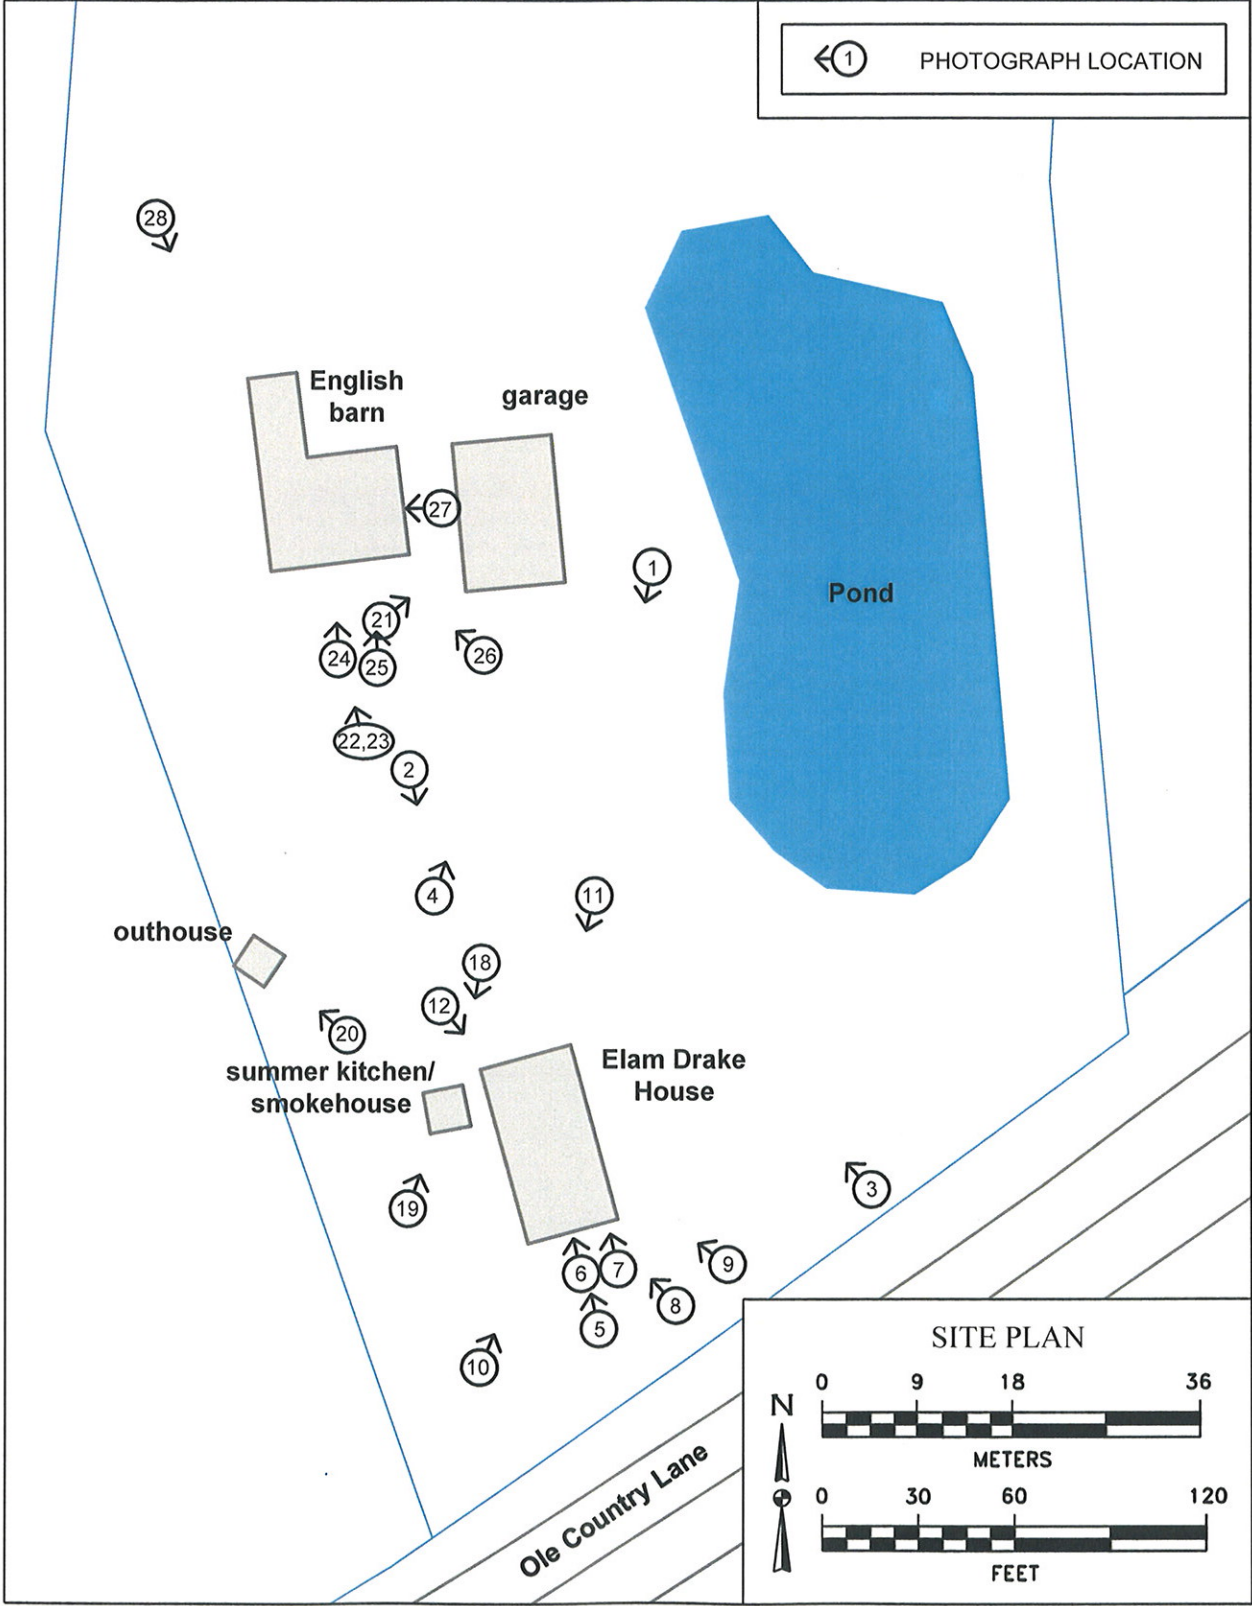 1 PHOTOGRAPH LOCATION
28
English
barn
garage
27
1
Pond
21
24
25
26
22,23
2
4
11
outhouse
18
12
20
summer kitchen/
smokehouse
Elam Drake
House
3
19
9
6
7
8
5
10
Ole Country Lane
SITE PLAN
N
0 9 18 36
METERS
0 30 60 120
FEET